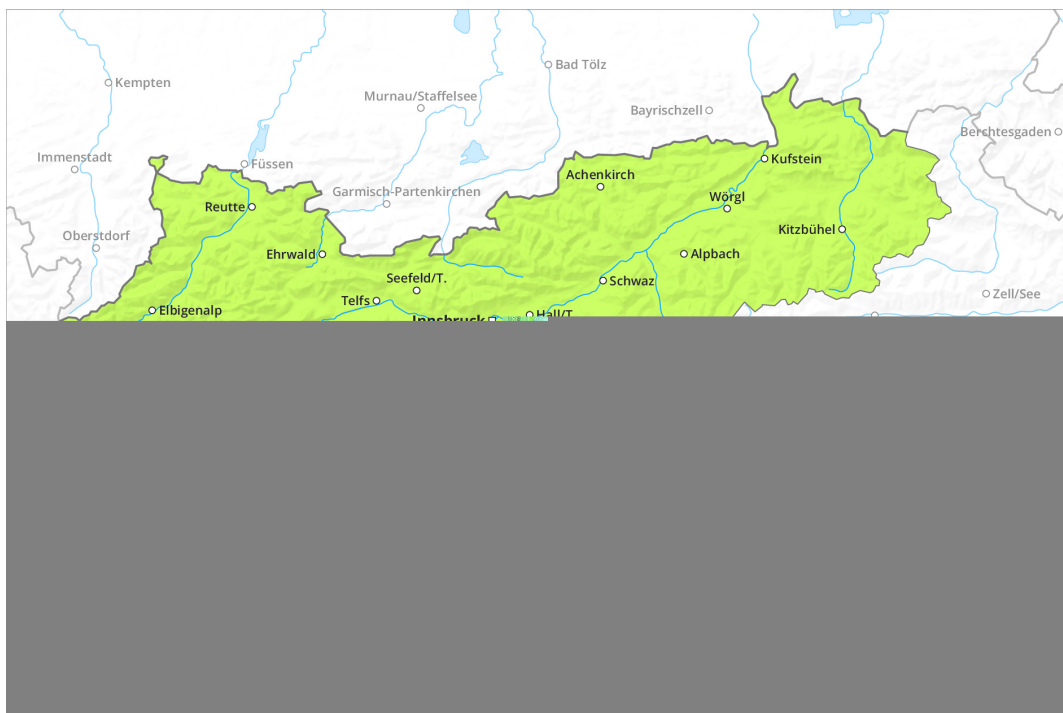 Kempten
Bad Tölz
Murnau/Staffelsee
Bayrischzell
Berchtesgaden
Immenstadt
Füssen
Kufstein
Achenkirch
Garmisch-Partenkirchen
Wörgl
Reutte
Kitzbühel
Oberstdorf
Ehrwald
Alpbach
Seefeld/T.
Schwaz
Zell/See
Telfs
Elbigenalp
Hall/T.
Innsbruck